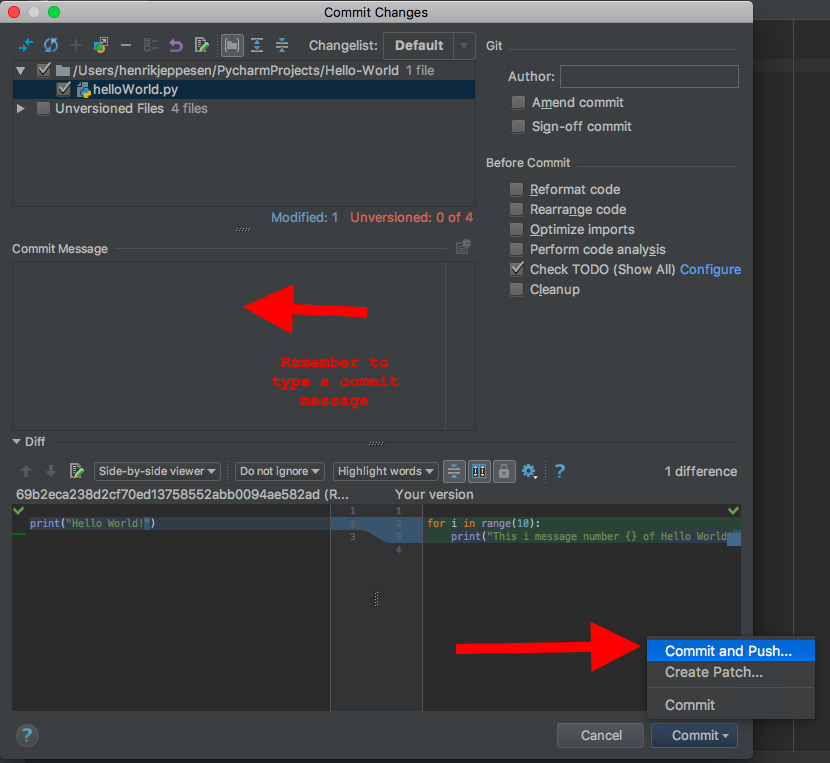 Commit Changes
Changelist: Default
/Users/henrikjeppesen/PycharmProjects/Hello-World 1 file
helloWorld.py
Unversioned Files 4 files
Modified: 1 Unversioned: 0 of 4
Git
Author:
Amend commit
Sign-off commit
Before Commit
Reformat code
Rearrange code
Optimize imports
Perform code analysis
Check TODO (Show All) Configure
Cleanup
Commit Message
Remember to
type a commit
message
Diff
Side-by-side viewer Do not ignore Highlight words ? 1 difference
69b2eca238d2cf70ed13758552abb0094ae582ad (R... Your version
1 1
print("Hello World!") 2 2 for i in range(10):
3 3 print("This i message number {} of Hello World
4
Commit and Push...
Create Patch...
Commit
? Cancel Commit